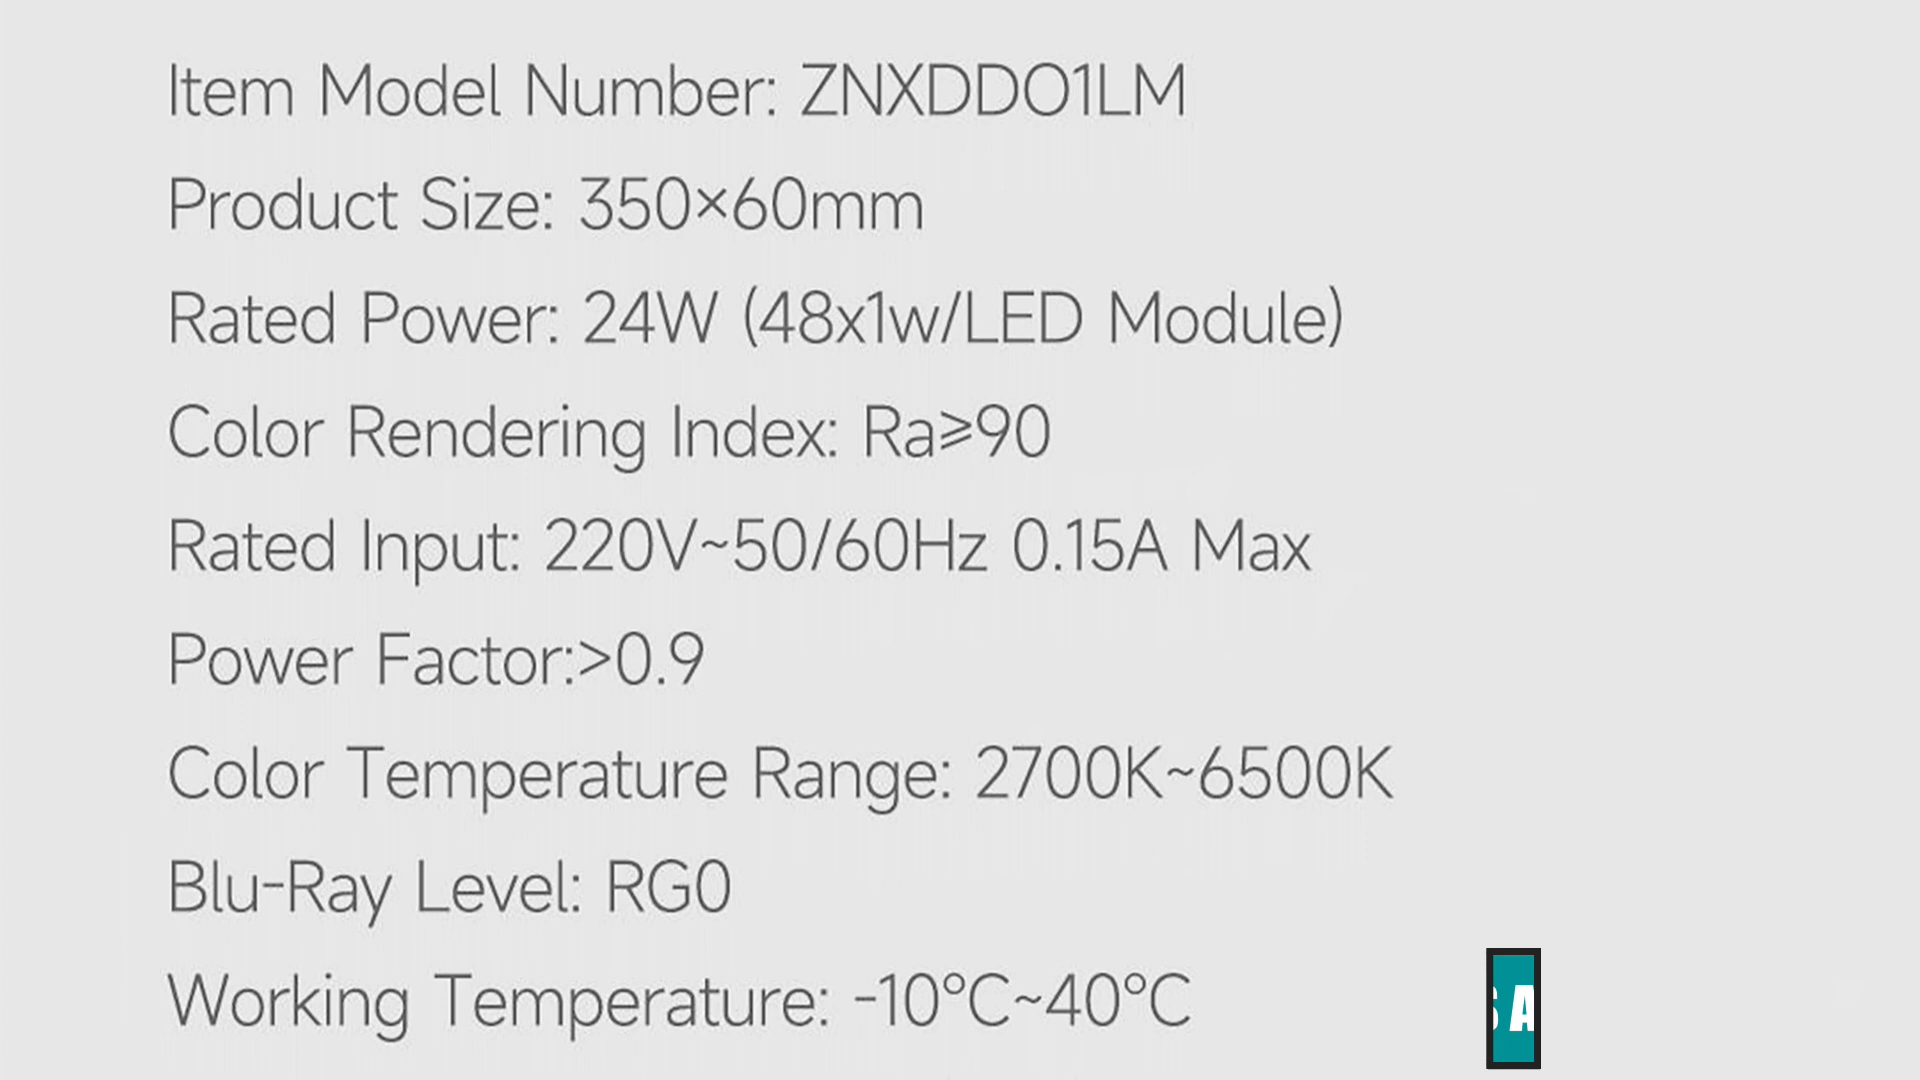 Item Model Number: ZNXDDO1LM
Product Size: 350×60mm
Rated Power: 24W (48x1w/LED Module)
Color Rendering Index: Ra⩾90
Rated Input: 220V~50/60Hz 0.15A Max
Power Factor:>0.9
Color Temperature Range: 2700K~6500K
Blu-Ray Level: RG0
Working Temperature: -10°C~40°C